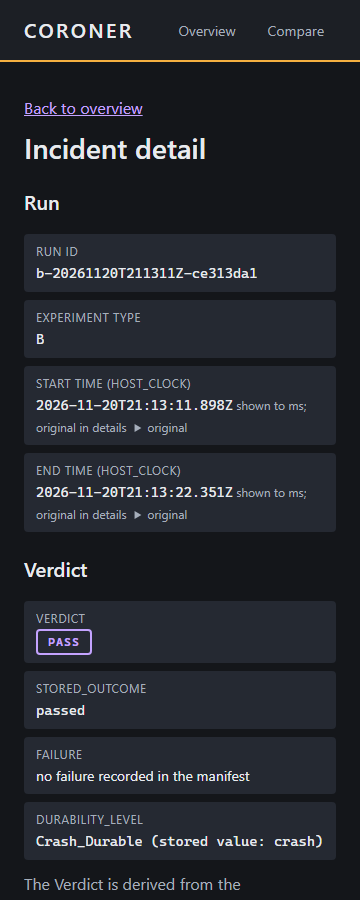 CORONER Overview Compare
Back to overview
Incident detail
Run
RUN ID
b-20261120T211311Z-ce313da1
EXPERIMENT TYPE
B
START TIME (HOST_CLOCK)
2026-11-20T21:13:11.898Z shown to ms;
original in details ▶ original
END TIME (HOST_CLOCK)
2026-11-20T21:13:22.351Z shown to ms;
original in details ▶ original
Verdict
VERDICT
PASS
STORED_OUTCOME
passed
FAILURE
no failure recorded in the manifest
DURABILITY_LEVEL
Crash_Durable (stored value: crash)
The Verdict is derived from the